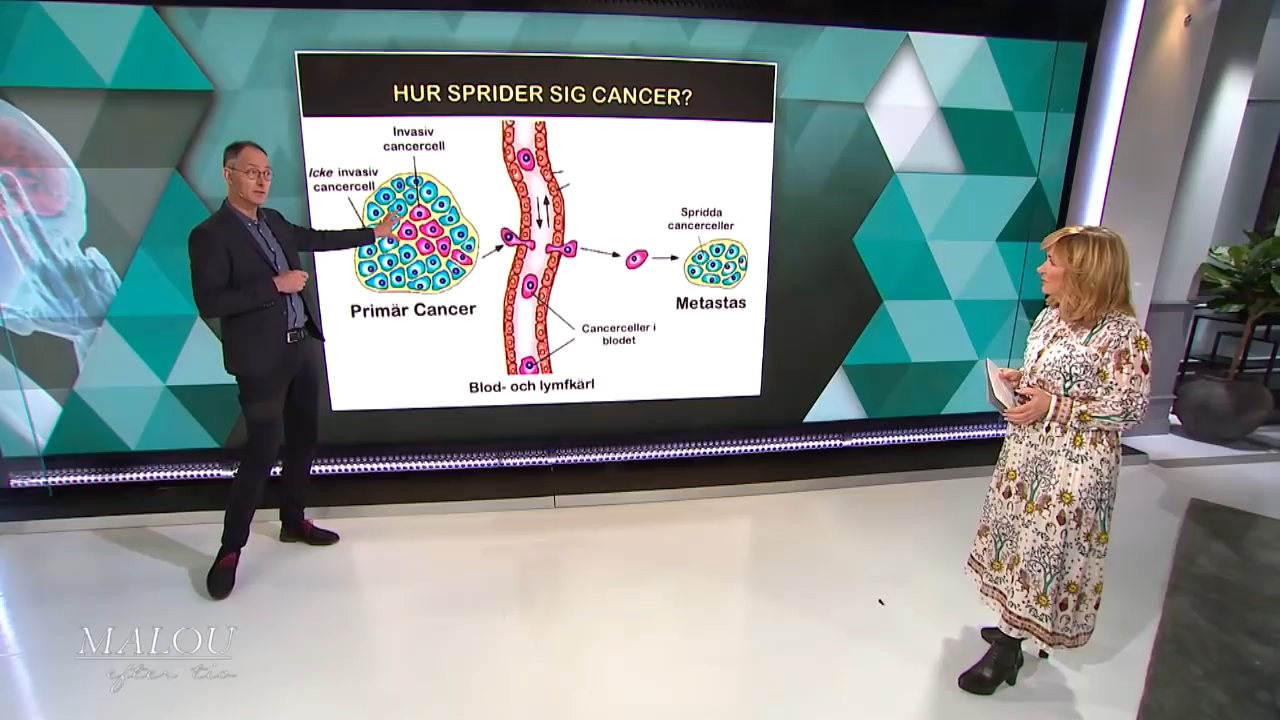 HUR SPRIDER SIG CANCER?
Invasiv
cancercell
Icke invasiv
cancercell
Primär Cancer
Spridda
cancerceller
Metastas
Cancerceller i
blodet
Blod- och lymfkärl
MALOU
efter tio